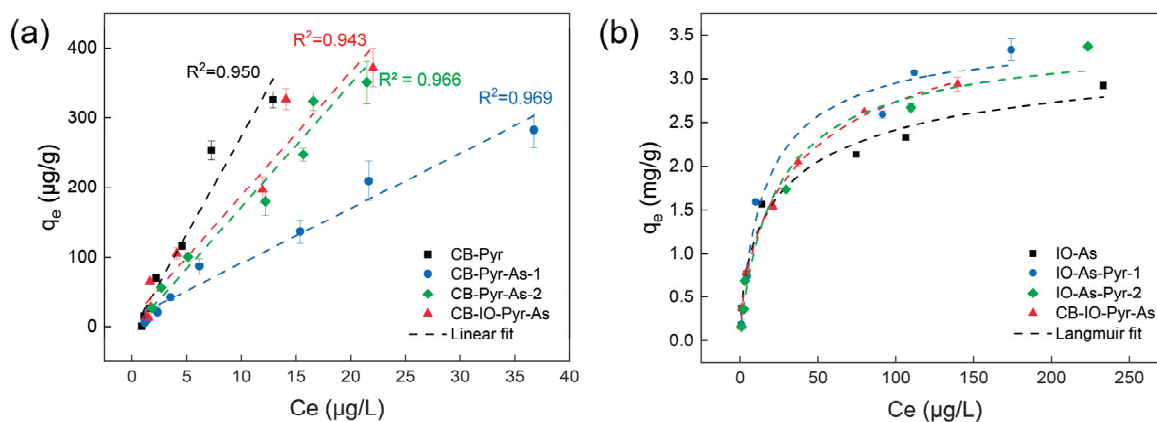 (a)
R²=0.950
R²=0.943
R² = 0.966
R²=0.969
400
300
200
100
0
qe (µg/g)
CB-Pyr
CB-Pyr-As-1
CB-Pyr-As-2
CB-IO-Pyr-As
Linear fit
0 5 10 15 20 25 30 35 40
Ce (µg/L)
(b)
3.5
3.0
2.5
2.0
1.5
1.0
0.5
0.0
qe (mg/g)
IO-As
IO-As-Pyr-1
IO-As-Pyr-2
CB-IO-Pyr-As
Langmuir fit
0 50 100 150 200 250
Ce (µg/L)